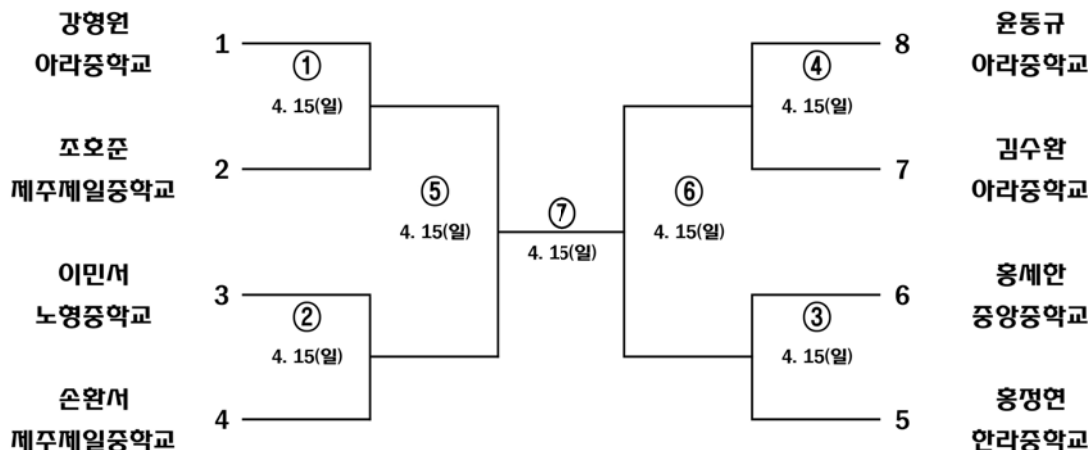 강형원
아라중학교
1
①
4. 15(일)
조호준
제주제일중학교
2
⑤
4. 15(일)
이민서
노형중학교
3
②
4. 15(일)
손환서
제주제일중학교
4
⑦
4. 15(일)
윤동규
아라중학교
8
④
4. 15(일)
김수환
아라중학교
7
⑥
4. 15(일)
홍세한
중앙중학교
6
③
4. 15(일)
홍정현
한라중학교
5